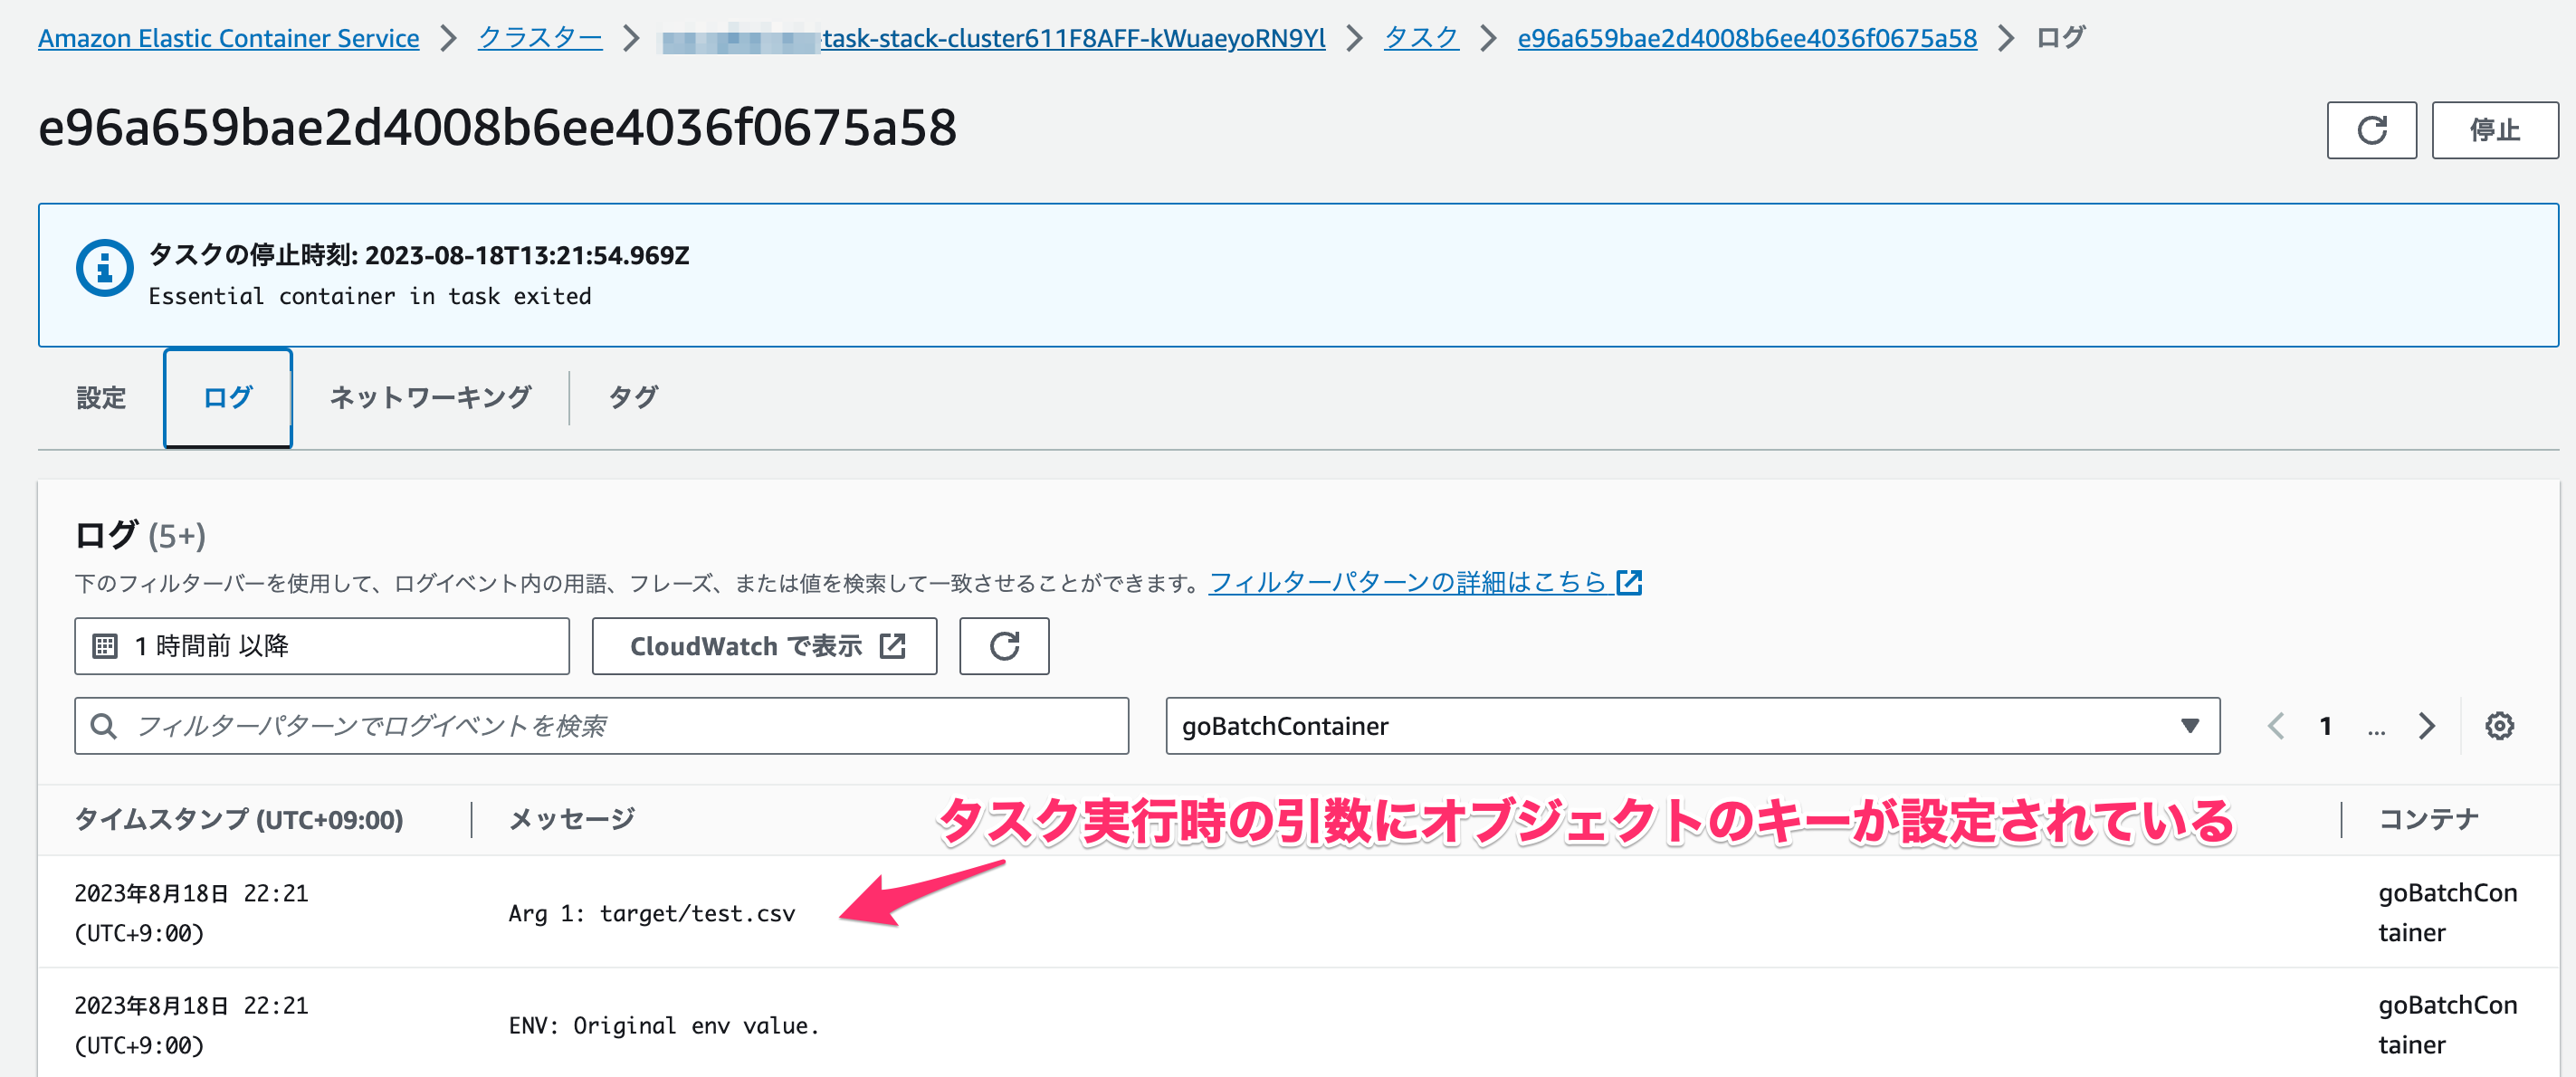 Amazon Elastic Container Service > クラスター > -task-stack-cluster611F8AFF-kWuaeyoRN9Yl > タスク > e96a659bae2d4008b6ee4036f0675a58 > ログ
e96a659bae2d4008b6ee4036f0675a58
停止
タスクの停止時刻: 2023-08-18T13:21:54.969Z
Essential container in task exited
設定 ログ ネットワーキング タグ
ログ (5+)
下のフィルターバーを使用して、ログイベント内の用語、フレーズ、または値を検索して一致させることができます。フィルターパターンの詳細はこちら
1 時間前 以降 CloudWatch で表示
フィルターパターンでログイベントを検索 goBatchContainer 1 ...
タスク実行時の引数にオブジェクトのキーが設定されている
タイムスタンプ (UTC+09:00) メッセージ コンテナ
2023年8月18日 22:21
(UTC+9:00)
Arg 1: target/test.csv
goBatchCon
tainer
2023年8月18日 22:21
(UTC+9:00)
ENV: Original env value.
goBatchCon
tainer